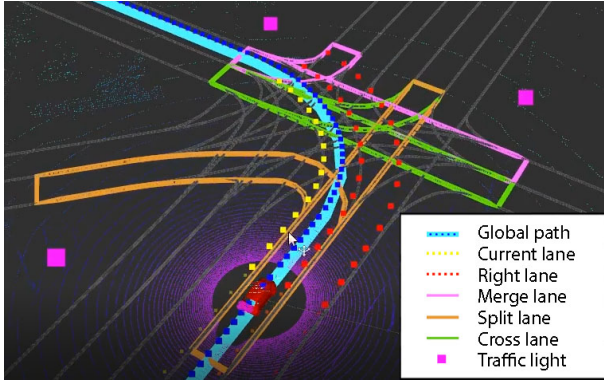 Global path
Current lane
Right lane
Merge lane
Split lane
Cross lane
Traffic light